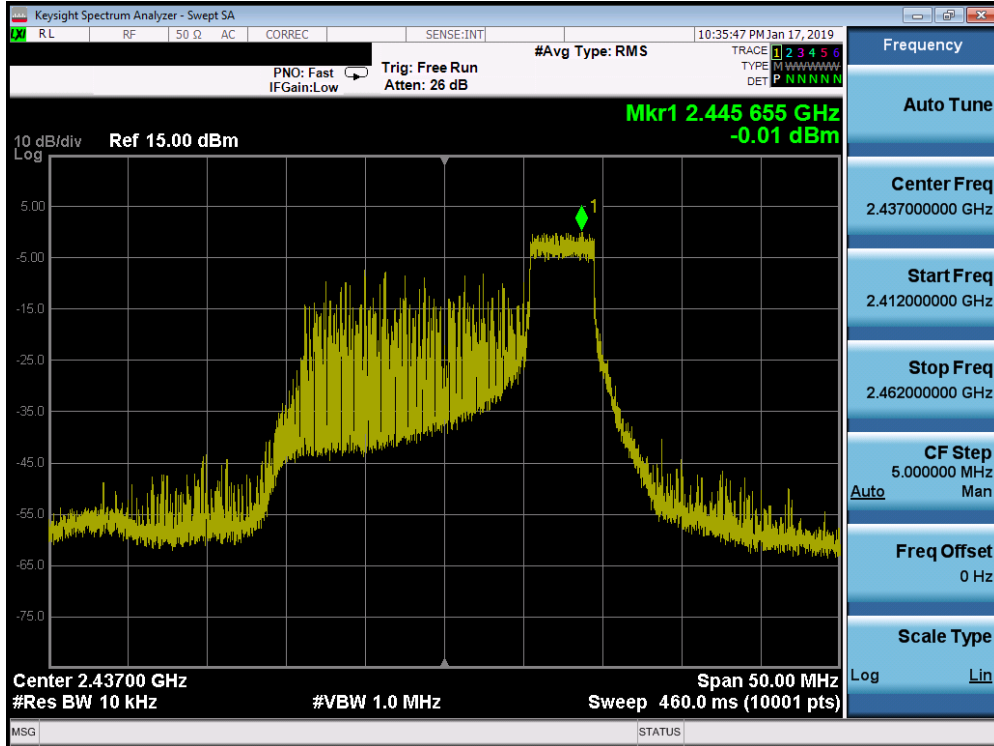 Keysight Spectrum Analyzer - Swept SA
LXI RL RF 50 Ω AC CORREC SENSE:INT 10:35:47 PM Jan 17, 2019
#Avg Type: RMS TRACE 1 2 3 4 5 6
PNO: Fast Trig: Free Run TYPE M W W W W W
IFGain:Low Atten: 26 dB DET P N N N N N
Mkr1 2.445 655 GHz
-0.01 dBm
10 dB/div Ref 15.00 dBm
Log
1
5.00
-5.00
-15.0
-25.0
-35.0
-45.0
-55.0
-65.0
-75.0
Center 2.43700 GHz Span 50.00 MHz
#Res BW 10 kHz #VBW 1.0 MHz Sweep 460.0 ms (10001 pts)
MSG STATUS
Frequency
Auto Tune
Center Freq
2.437000000 GHz
Start Freq
2.412000000 GHz
Stop Freq
2.462000000 GHz
CF Step
5.000000 MHz
Auto Man
Freq Offset
0 Hz
Scale Type
Log Lin